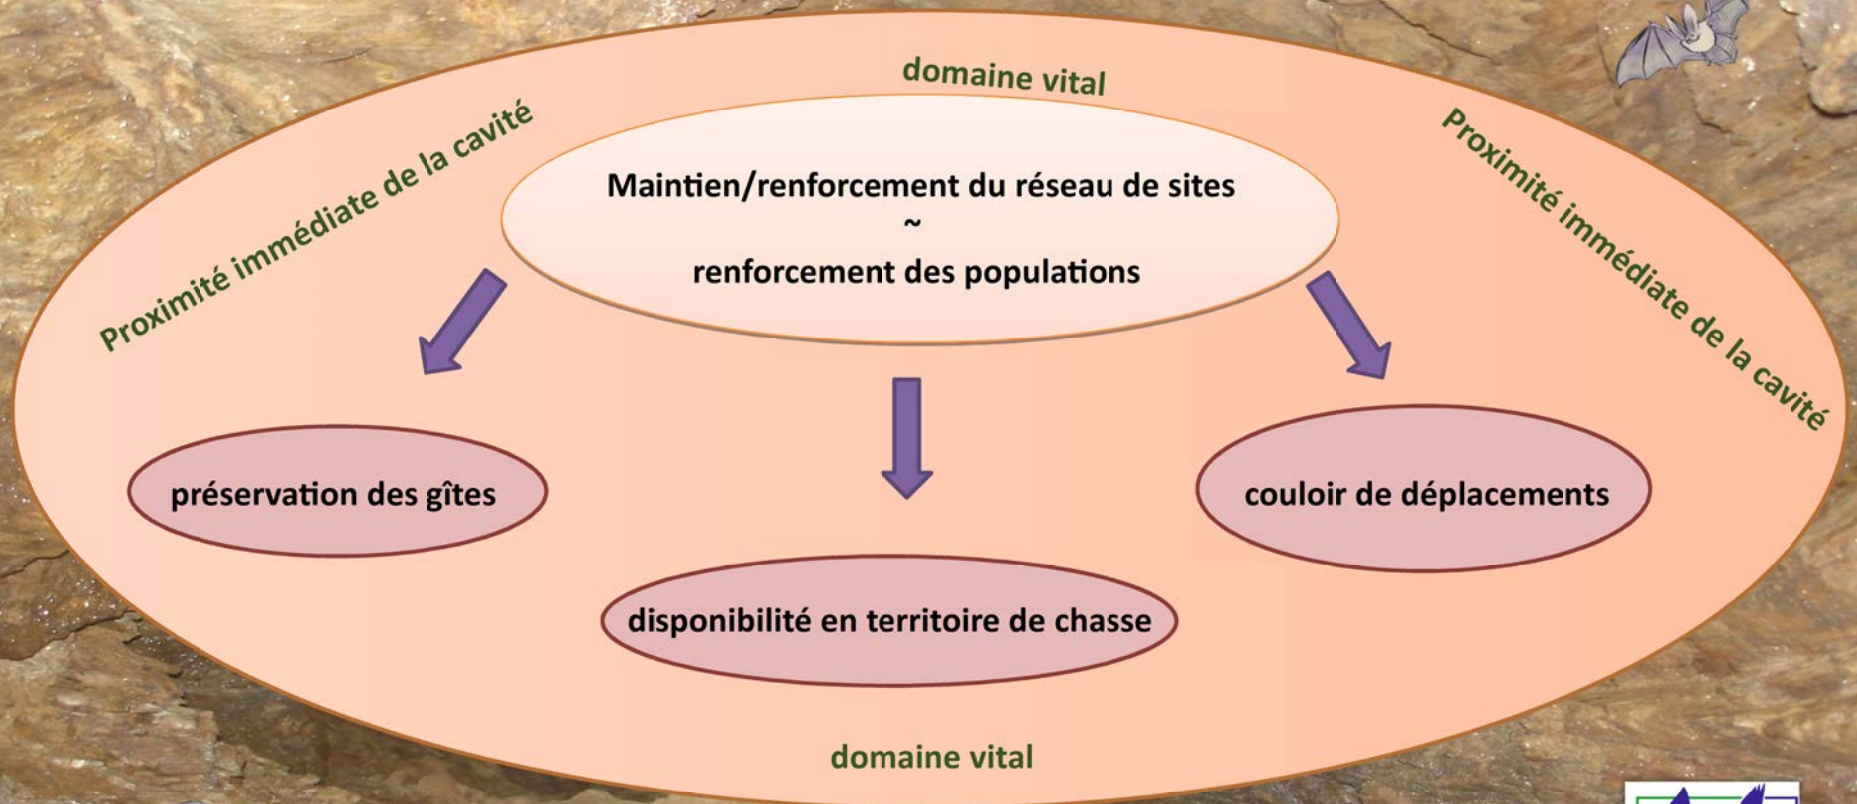 domaine vital
Proximité immédiate de la cavité
Proximité immédiate de la cavité
Maintien/renforcement du réseau de sites
~
renforcement des populations
préservation des gîtes
couloir de déplacements
disponibilité en territoire de chasse
domaine vital